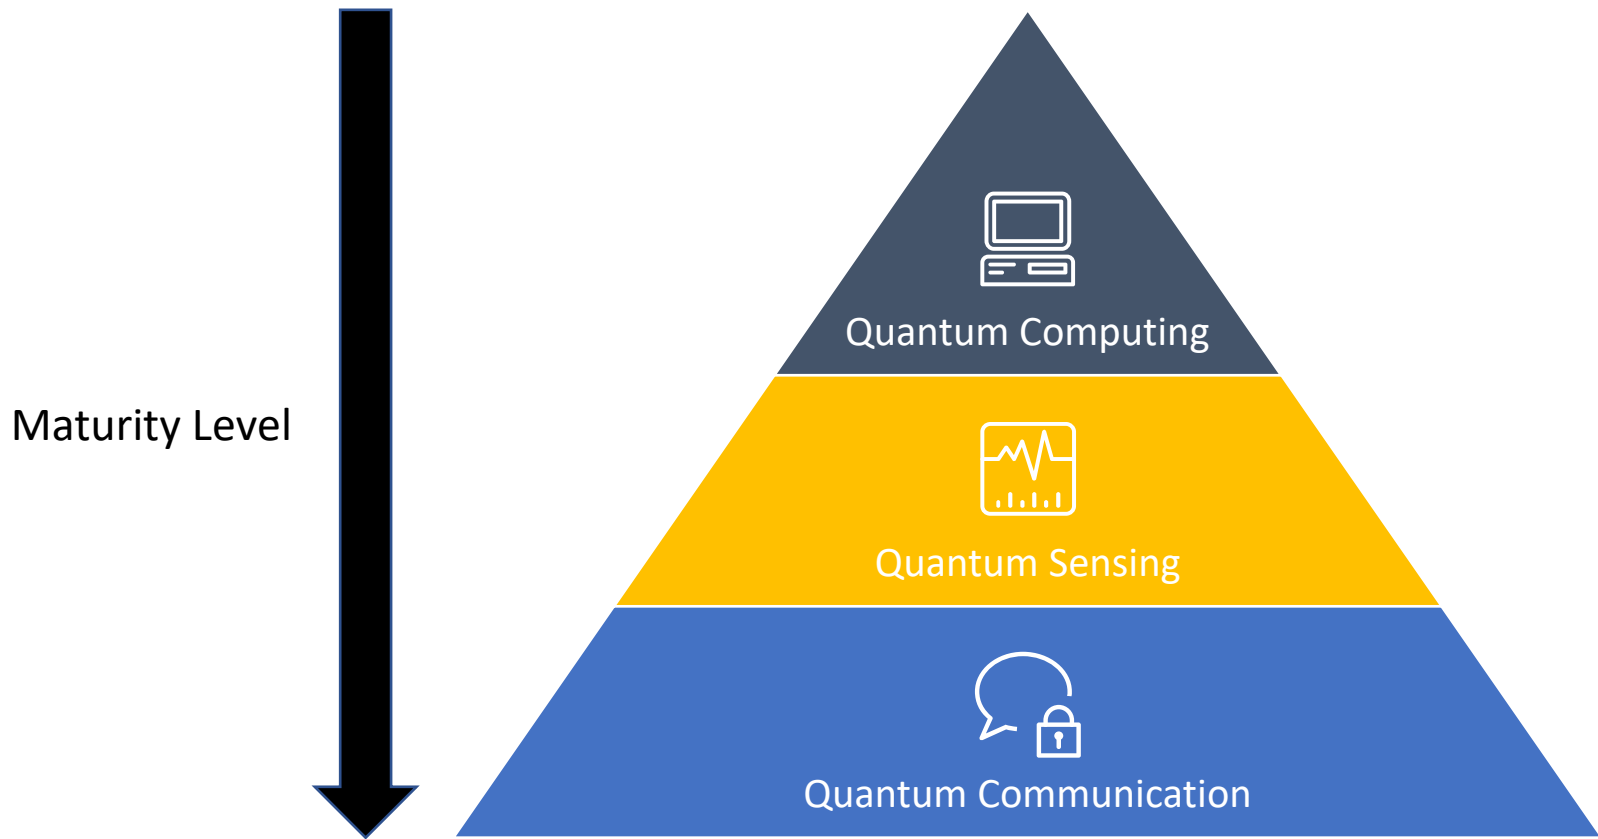 Quantum Computing
Maturity Level
Quantum Sensing
Quantum Communication